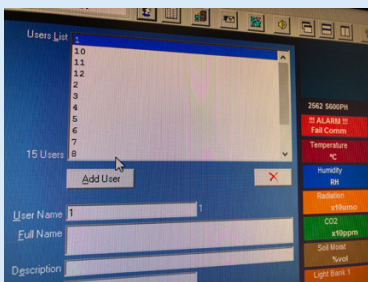 Users List
1
10
11
12
2
3
4
5
6
7
8
15 Users
Add User
User Name 1
1
Full Name
Description
2562 S600PH
!!! ALARM !!!
Fail Comm
Temperature
°C
Humidity
RH
Radiation
x10umo
CO2
x10ppm
Soil Moist
%vol
Light Bank 1